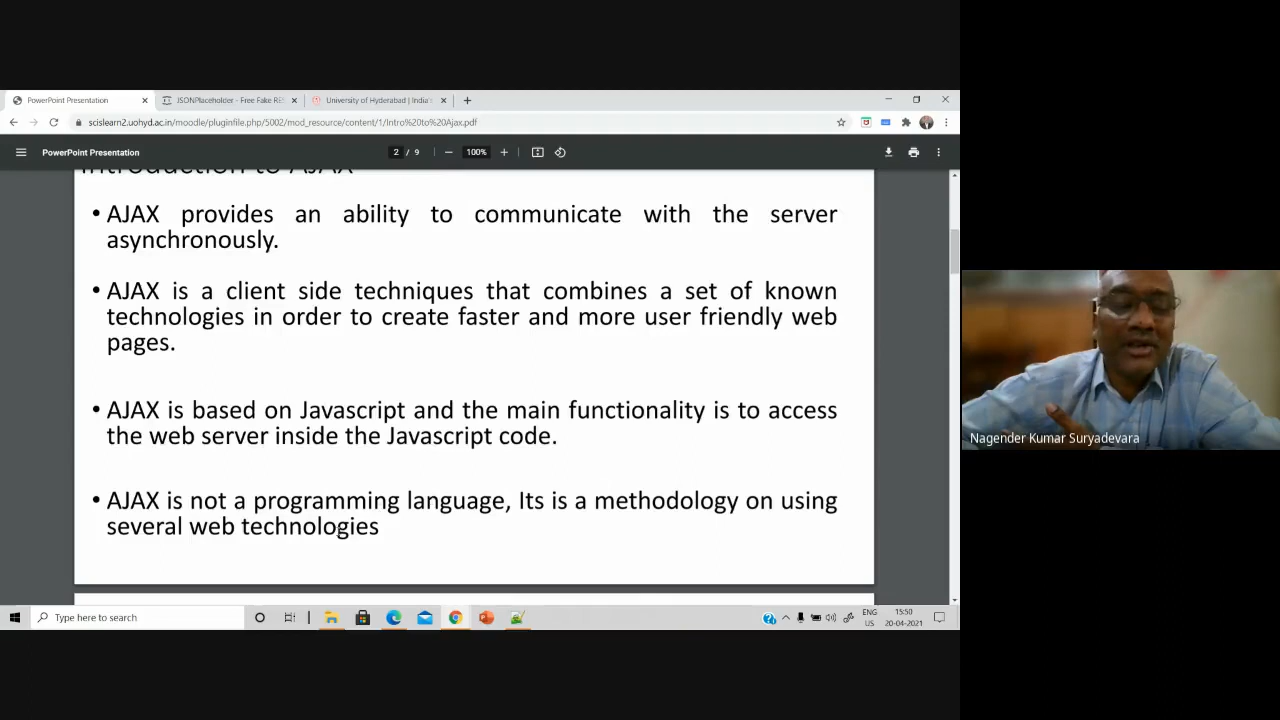 PowerPoint Presentation
JSONPlaceholder - Free Fake RES
University of Hyderabad | India'
scislearn2.uohyd.ac.in/moodle/pluginfile.php/5002/mod_resource/content/1/Intro%20to%20Ajax.pdf
PowerPoint Presentation
2 / 9
100%
Introduction to AJAX
• AJAX provides an ability to communicate with the server
asynchronously.
• AJAX is a client side techniques that combines a set of known
technologies in order to create faster and more user friendly web
pages.
• AJAX is based on Javascript and the main functionality is to access
the web server inside the Javascript code.
• AJAX is not a programming language, Its is a methodology on using
several web technologies
Nagender Kumar Suryadevara
Type here to search
ENG
US
15:50
20-04-2021